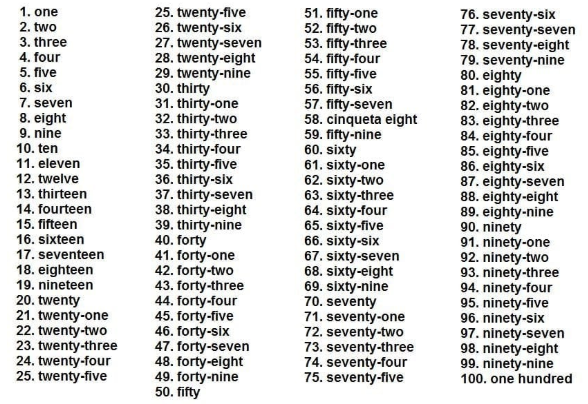 1. one
2. two
3. three
4. four
5. five
6. six
7. seven
8. eight
9. nine
10. ten
11. eleven
12. twelve
13. thirteen
14. fourteen
15. fifteen
16. sixteen
17. seventeen
18. eighteen
19. nineteen
20. twenty
21. twenty-one
22. twenty-two
23. twenty-three
24. twenty-four
25. twenty-five
25. twenty-five
26. twenty-six
27. twenty-seven
28. twenty-eight
29. twenty-nine
30. thirty
31. thirty-one
32. thirty-two
33. thirty-three
34. thirty-four
35. thirty-five
36. thirty-six
37. thirty-seven
38. thirty-eight
39. thirty-nine
40. forty
41. forty-one
42. forty-two
43. forty-three
44. forty-four
45. forty-five
46. forty-six
47. forty-seven
48. forty-eight
49. forty-nine
50. fifty
51. fifty-one
52. fifty-two
53. fifty-three
54. fifty-four
55. fifty-five
56. fifty-six
57. fifty-seven
58. cinqueta eight
59. fifty-nine
60. sixty
61. sixty-one
62. sixty-two
63. sixty-three
64. sixty-four
65. sixty-five
66. sixty-six
67. sixty-seven
68. sixty-eight
69. sixty-nine
70. seventy
71. seventy-one
72. seventy-two
73. seventy-three
74. seventy-four
75. seventy-five
76. seventy-six
77. seventy-seven
78. seventy-eight
79. seventy-nine
80. eighty
81. eighty-one
82. eighty-two
83. eighty-three
84. eighty-four
85. eighty-five
86. eighty-six
87. eighty-seven
88. eighty-eight
89. eighty-nine
90. ninety
91. ninety-one
92. ninety-two
93. ninety-three
94. ninety-four
95. ninety-five
96. ninety-six
97. ninety-seven
98. ninety-eight
99. ninety-nine
100. one hundred